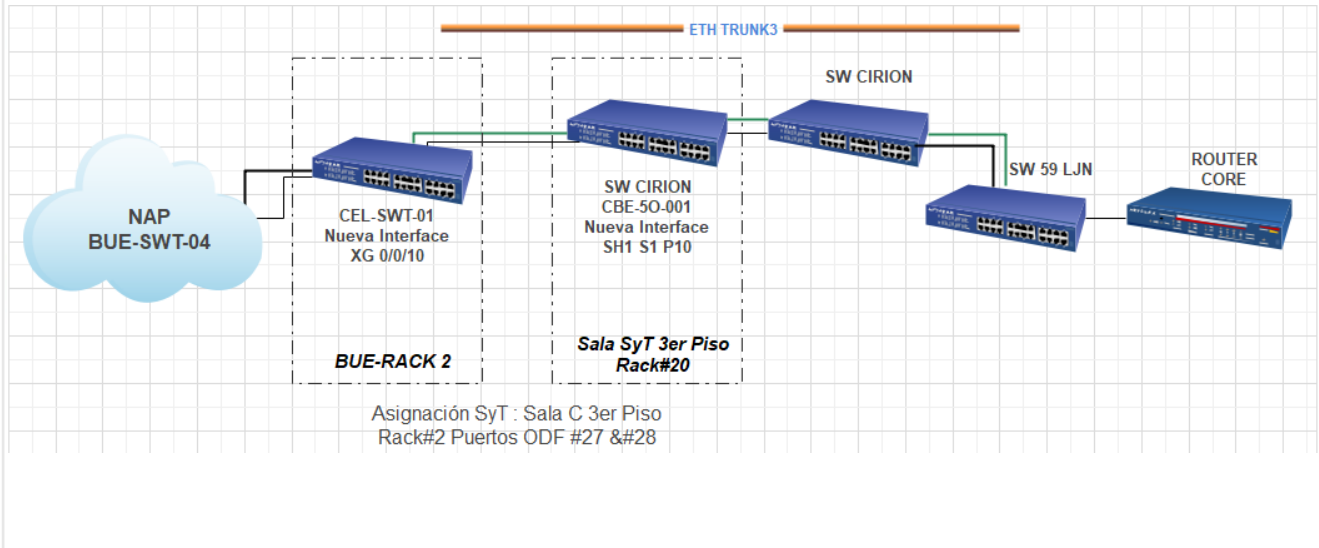 ETH TRUNK3
SW CIRION
NAP
BUE-SWT-04
CEL-SWT-01
Nueva Interface
XG 0/0/10
BUE-RACK 2
SW CIRION
CBE-5O-001
Nueva Interface
SH1 S1 P10
Sala SyT 3er Piso
Rack#20
SW 59 LJN
ROUTER
CORE
Asignación SyT : Sala C 3er Piso
Rack#2 Puertos ODF #27 &#28